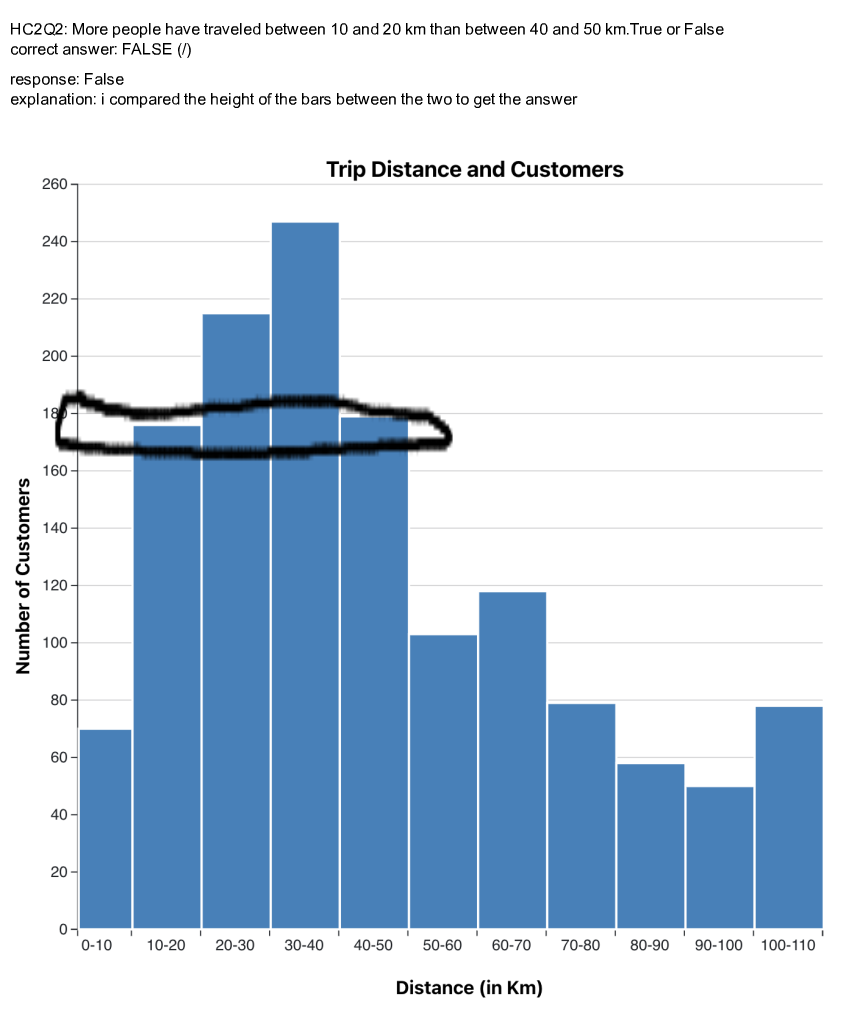 HC2Q2: More people have traveled between 10 and 20 km than between 40 and 50 km.True or False
correct answer: FALSE (/)
response: False
explanation: i compared the height of the bars between the two to get the answer
Trip Distance and Customers
260
240
220
200
180
160
140
120
100
80
60
40
20
0
Number of Customers
0-10 10-20 20-30 30-40 40-50 50-60 60-70 70-80 80-90 90-100 100-110
Distance (in Km)